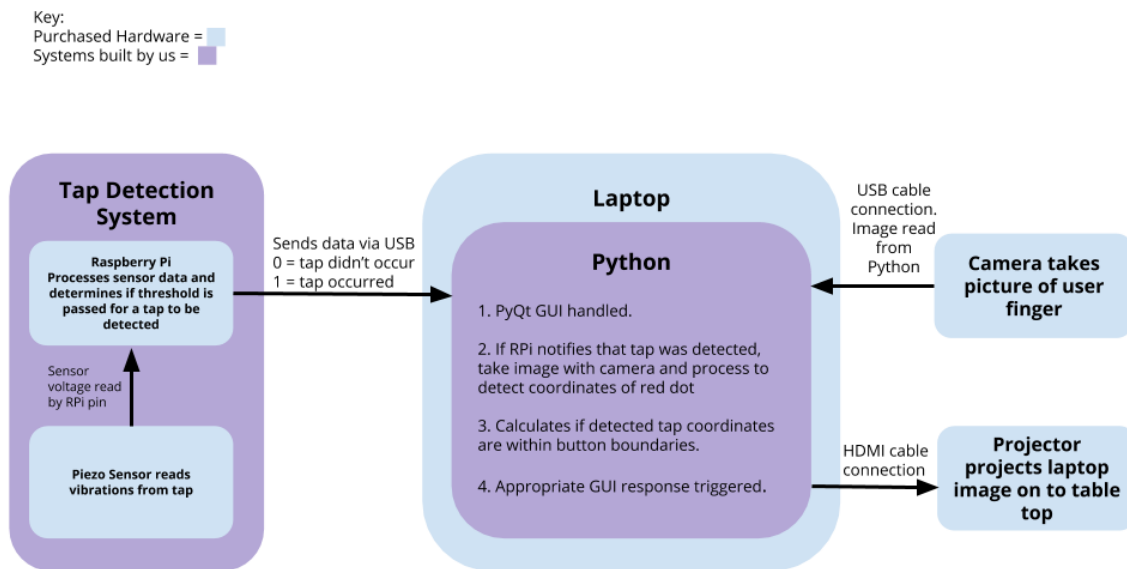 Key:
Purchased Hardware =
Systems built by us =
Tap Detection
System
Raspberry Pi
Processes sensor data and
determines if threshold is
passed for a tap to be
detected
Sensor
voltage read
by RPi pin
Piezo Sensor reads
vibrations from tap
Sends data via USB
0 = tap didn't occur
1 = tap occurred
Laptop
Python
1. PyQt GUI handled.
2. If RPi notifies that tap was detected,
take image with camera and process to
detect coordinates of red dot
3. Calculates if detected tap coordinates
are within button boundaries.
4. Appropriate GUI response triggered.
USB cable
connection.
Image read
from
Python
Camera takes
picture of user
finger
HDMI cable
connection
Projector
projects laptop
image on to table
top